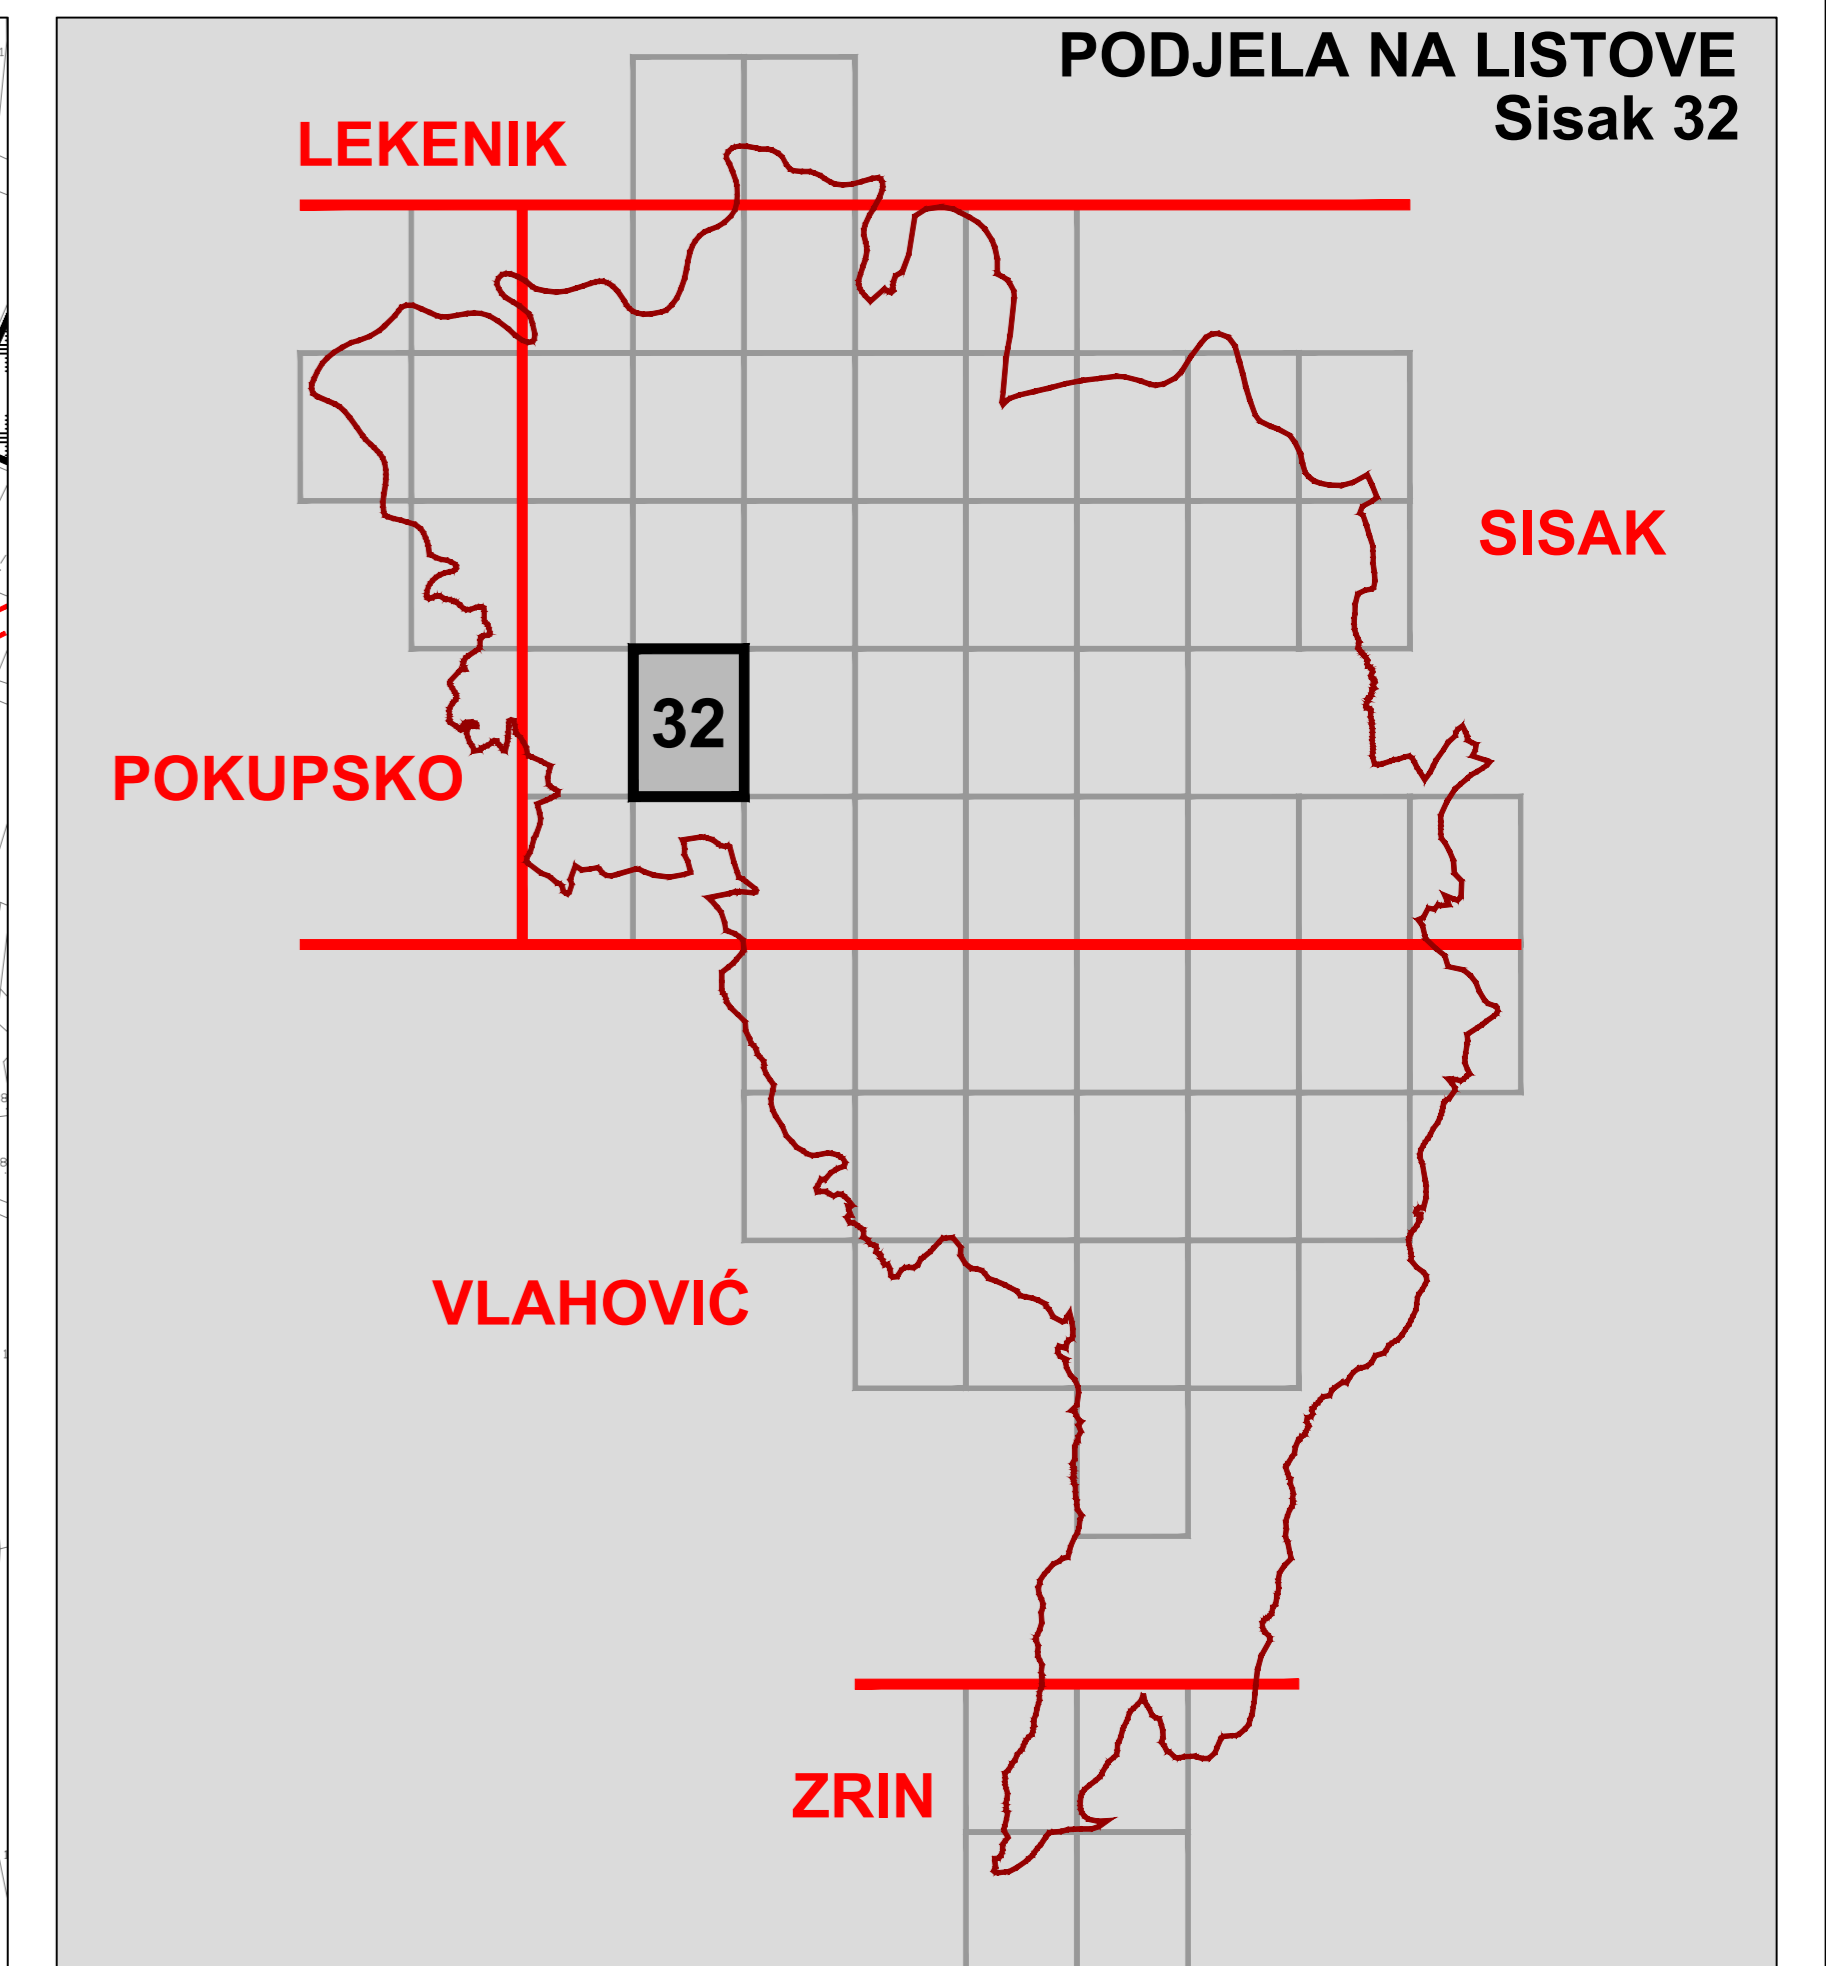 PODJELA NA LISTOVE
Sisak 32
LEKENIK
SISAK
32
POKUPSKO
VLAHOVIĆ
ZRIN